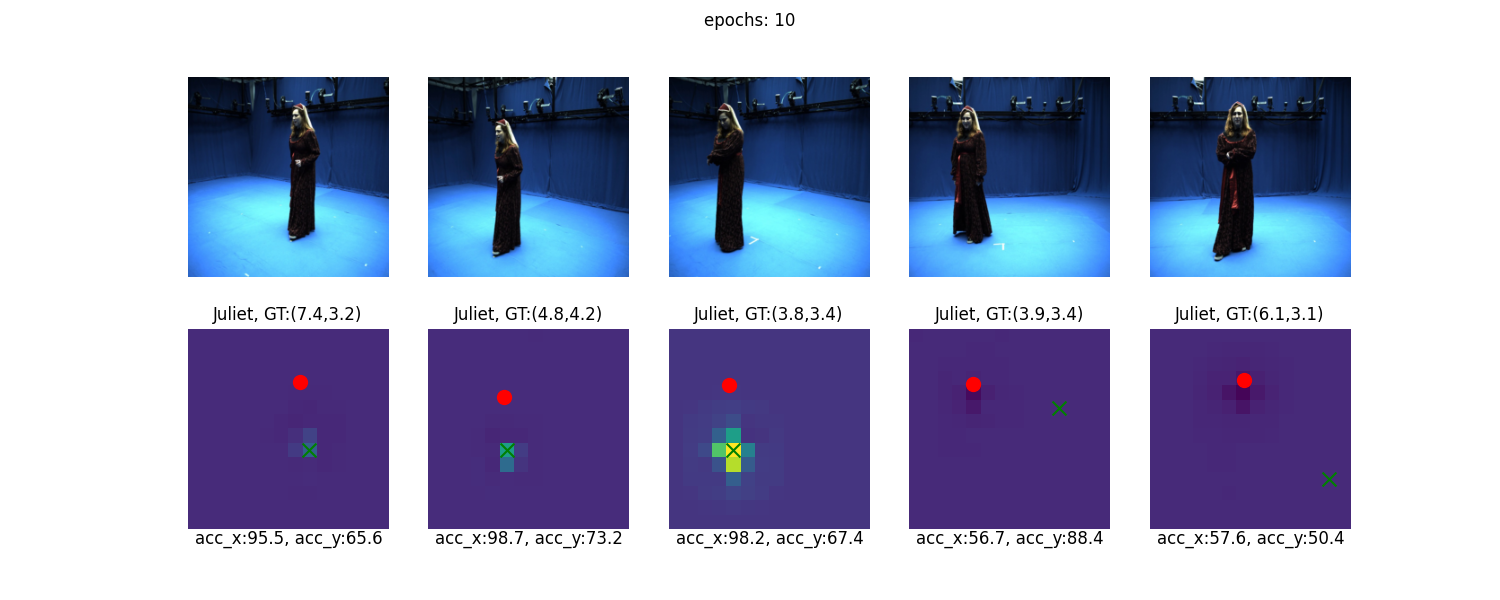 epochs: 10
Juliet, GT:(7.4,3.2)
Juliet, GT:(4.8,4.2)
Juliet, GT:(3.8,3.4)
Juliet, GT:(3.9,3.4)
Juliet, GT:(6.1,3.1)
acc_x:95.5, acc_y:65.6
acc_x:98.7, acc_y:73.2
acc_x:98.2, acc_y:67.4
acc_x:56.7, acc_y:88.4
acc_x:57.6, acc_y:50.4